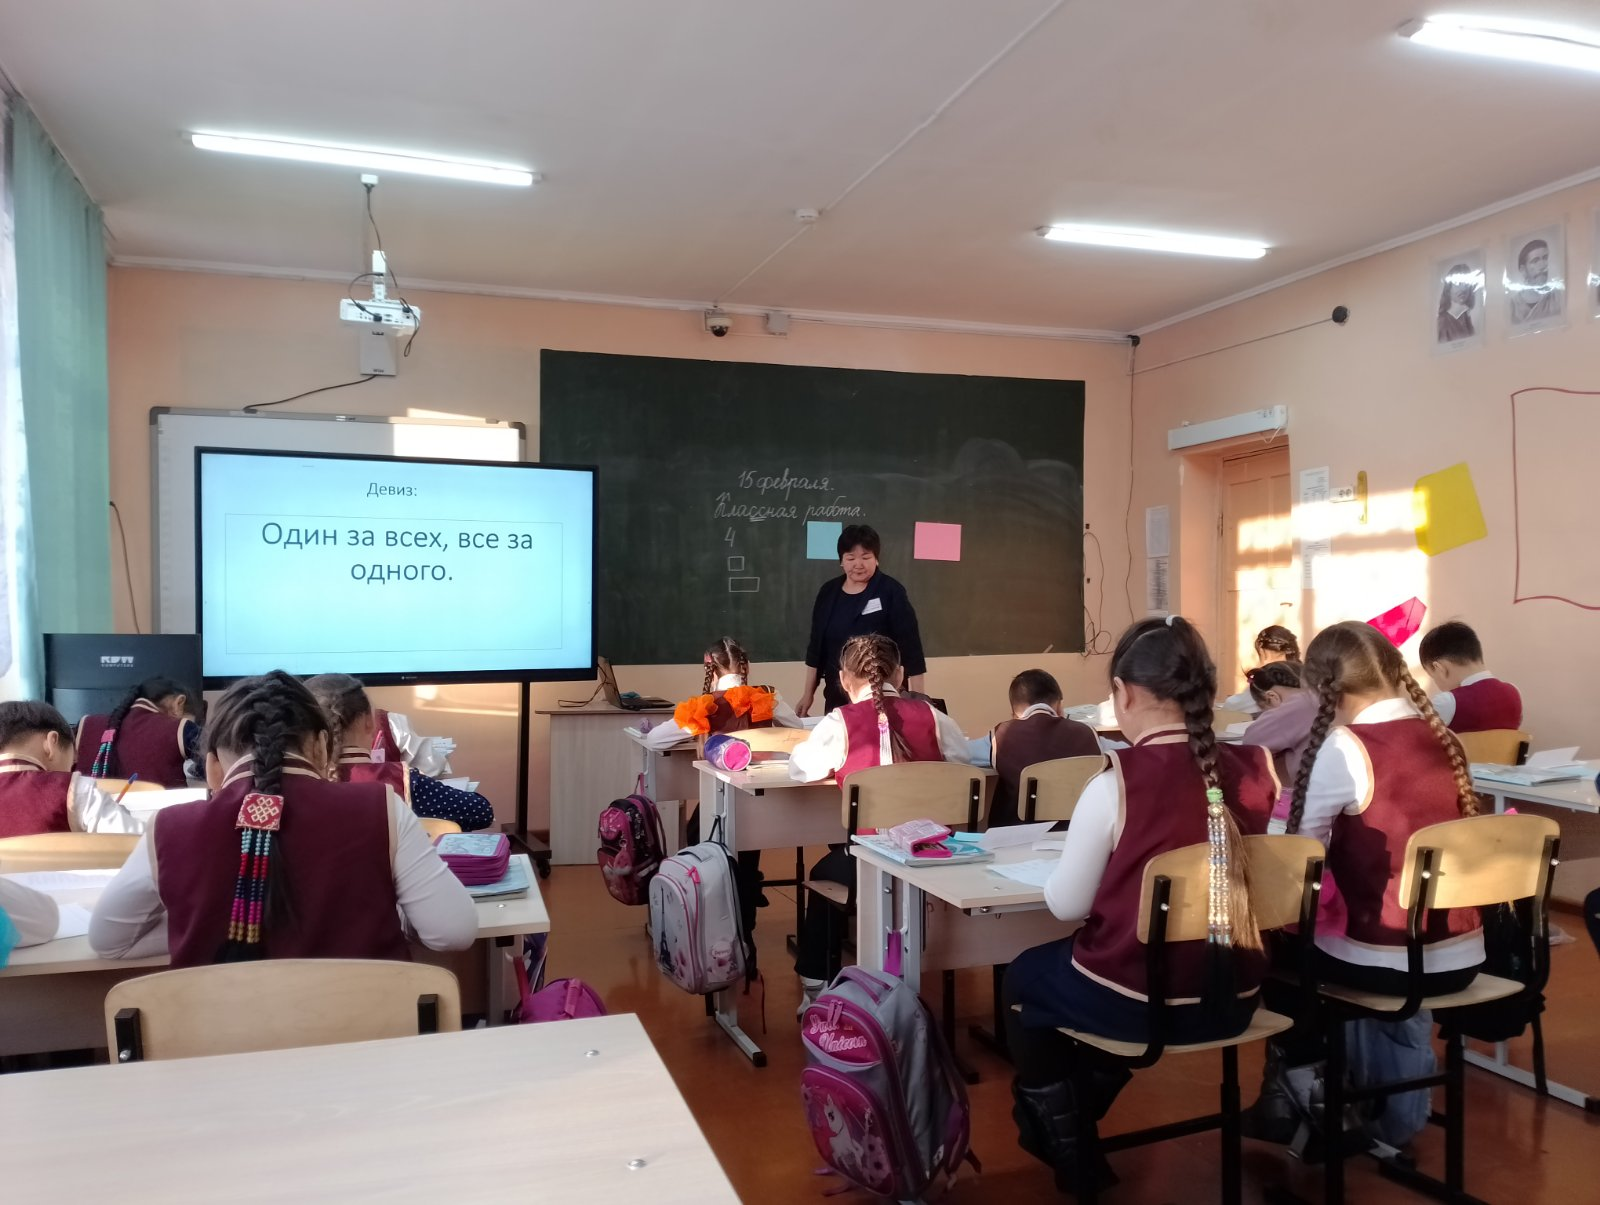 Девиз:
Один за всех, все за
одного.
15 февраля.
Классная работа.
4